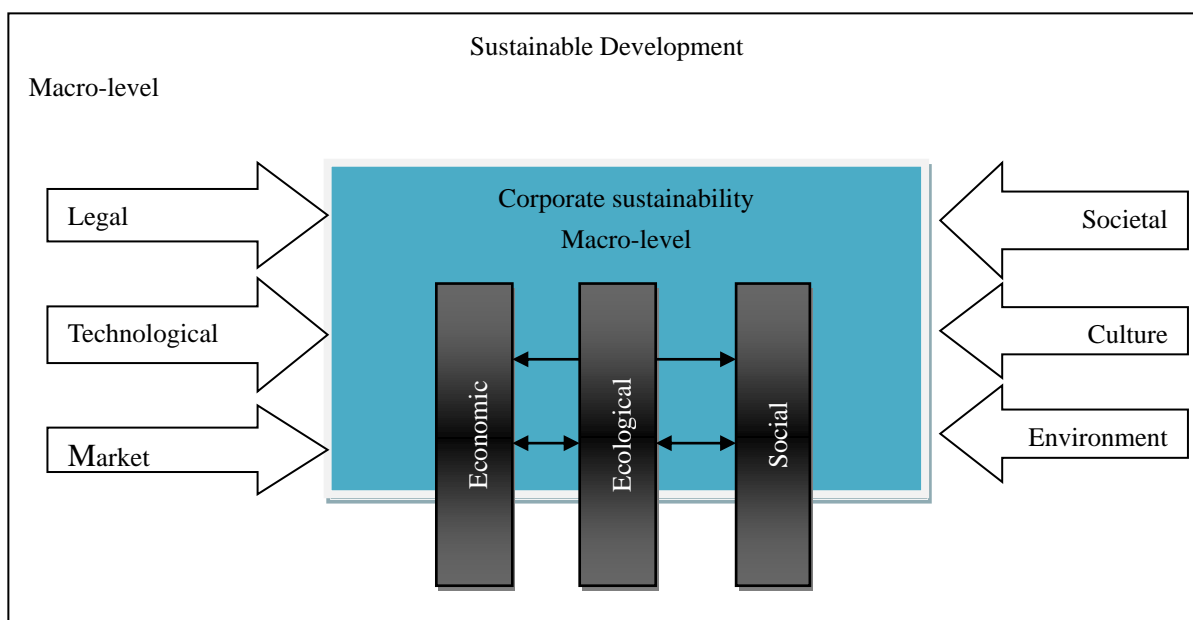 Sustainable Development
Macro-level
Corporate sustainability
Macro-level
Legal
Technological
Market
Economic
Ecological
Social
Societal
Culture
Environment